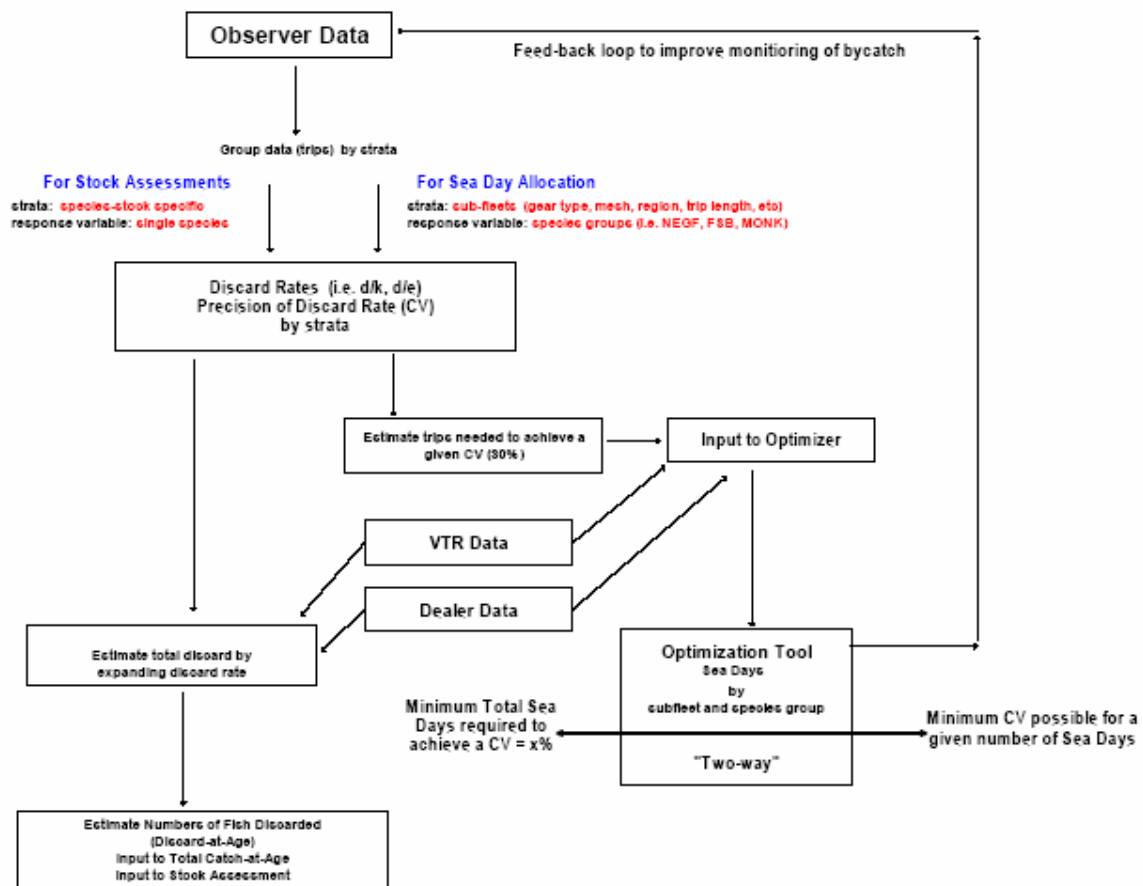 Observer Data
Feed-back loop to improve monitioring of bycatch
Group data (trips) by strata
For Stock Assessments
strata: species-stock specific
response variable: single species
For Sea Day Allocation
strata: sub-fleets (gear type, mesh, region, trip length, etc)
response variable: species groups (i.e. NEGF, FSB, MONK)
Discard Rates (i.e. d/k, d/e)
Precision of Discard Rate (CV)
by strata
Estimate trips needed to achieve a
given CV (30%)
Input to Optimizer
VTR Data
Dealer Data
Estimate total discard by
expanding discard rate
Optimization Tool
Sea Days
by
subfleet and species group
"Two-way"
Minimum Total Sea
Days required to
achieve a CV = x%
Minimum CV possible for a
given number of Sea Days
Estimate Numbers of Fish Discarded
(Discard-at-Age)
Input to Total Catch-at-Age
Input to Stock Assessment